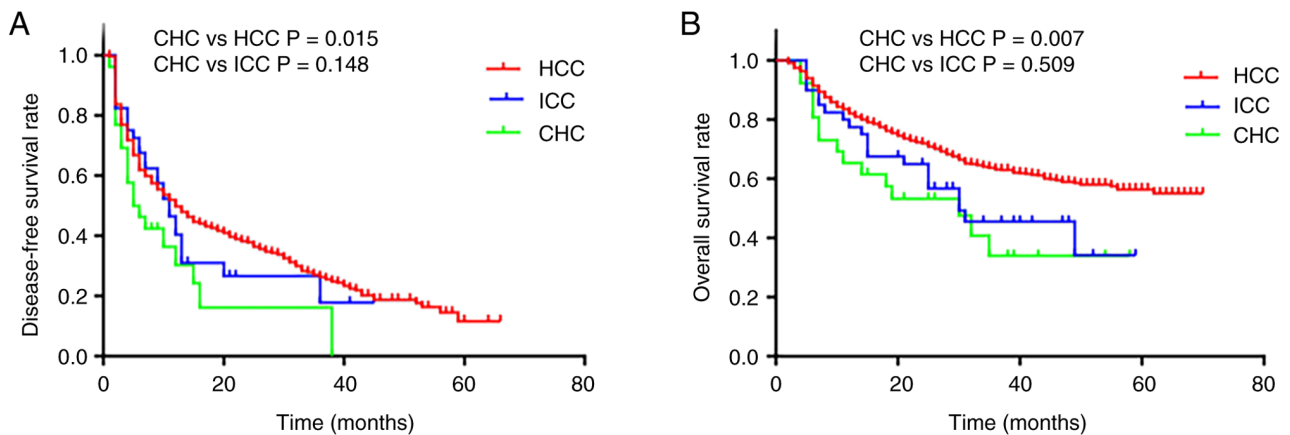 A
CHC vs HCC P = 0.015
CHC vs ICC P = 0.148
HCC
ICC
CHC
Disease-free survival rate
1.0
0.8
0.6
0.4
0.2
0.0
0 20 40 60 80
Time (months)
B
CHC vs HCC P = 0.007
CHC vs ICC P = 0.509
HCC
ICC
CHC
Overall survival rate
1.0
0.8
0.6
0.4
0.2
0.0
0 20 40 60 80
Time (months)